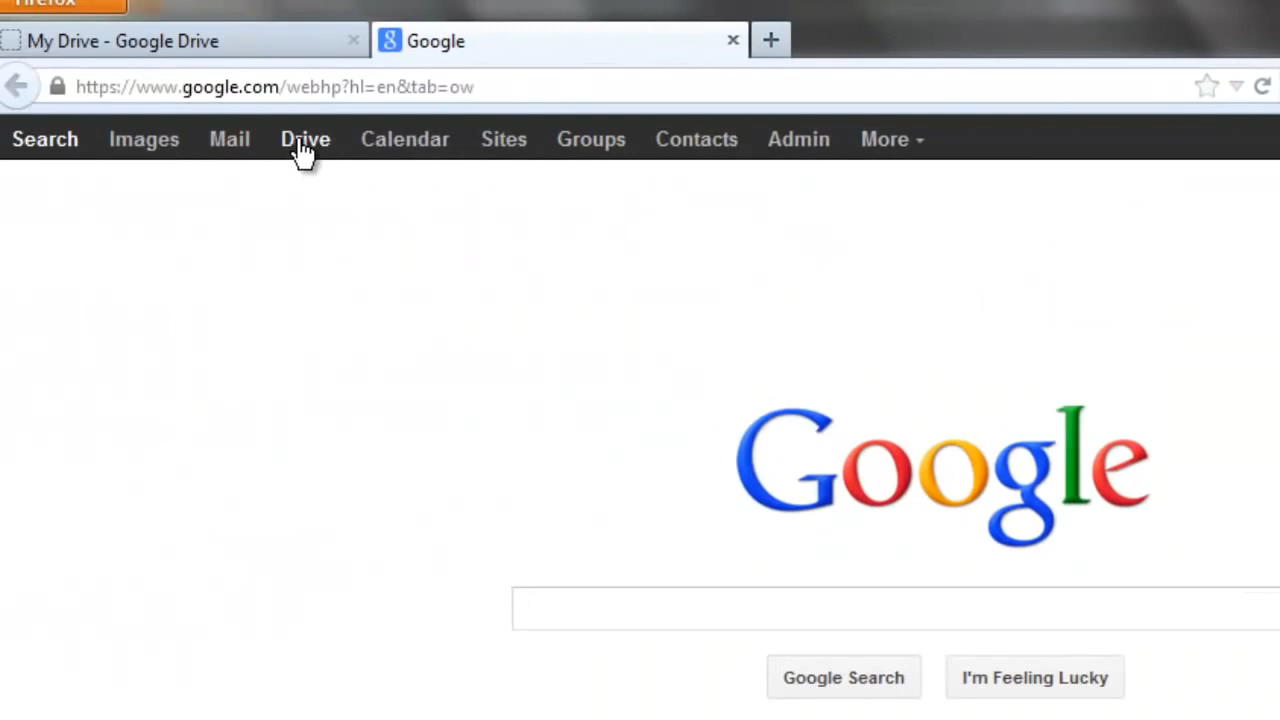 Firefox
My Drive - Google Drive
Google
https://www.google.com/webhp?hl=en&tab=ow
Search Images Mail Drive Calendar Sites Groups Contacts Admin More
Google
Google Search I'm Feeling Lucky